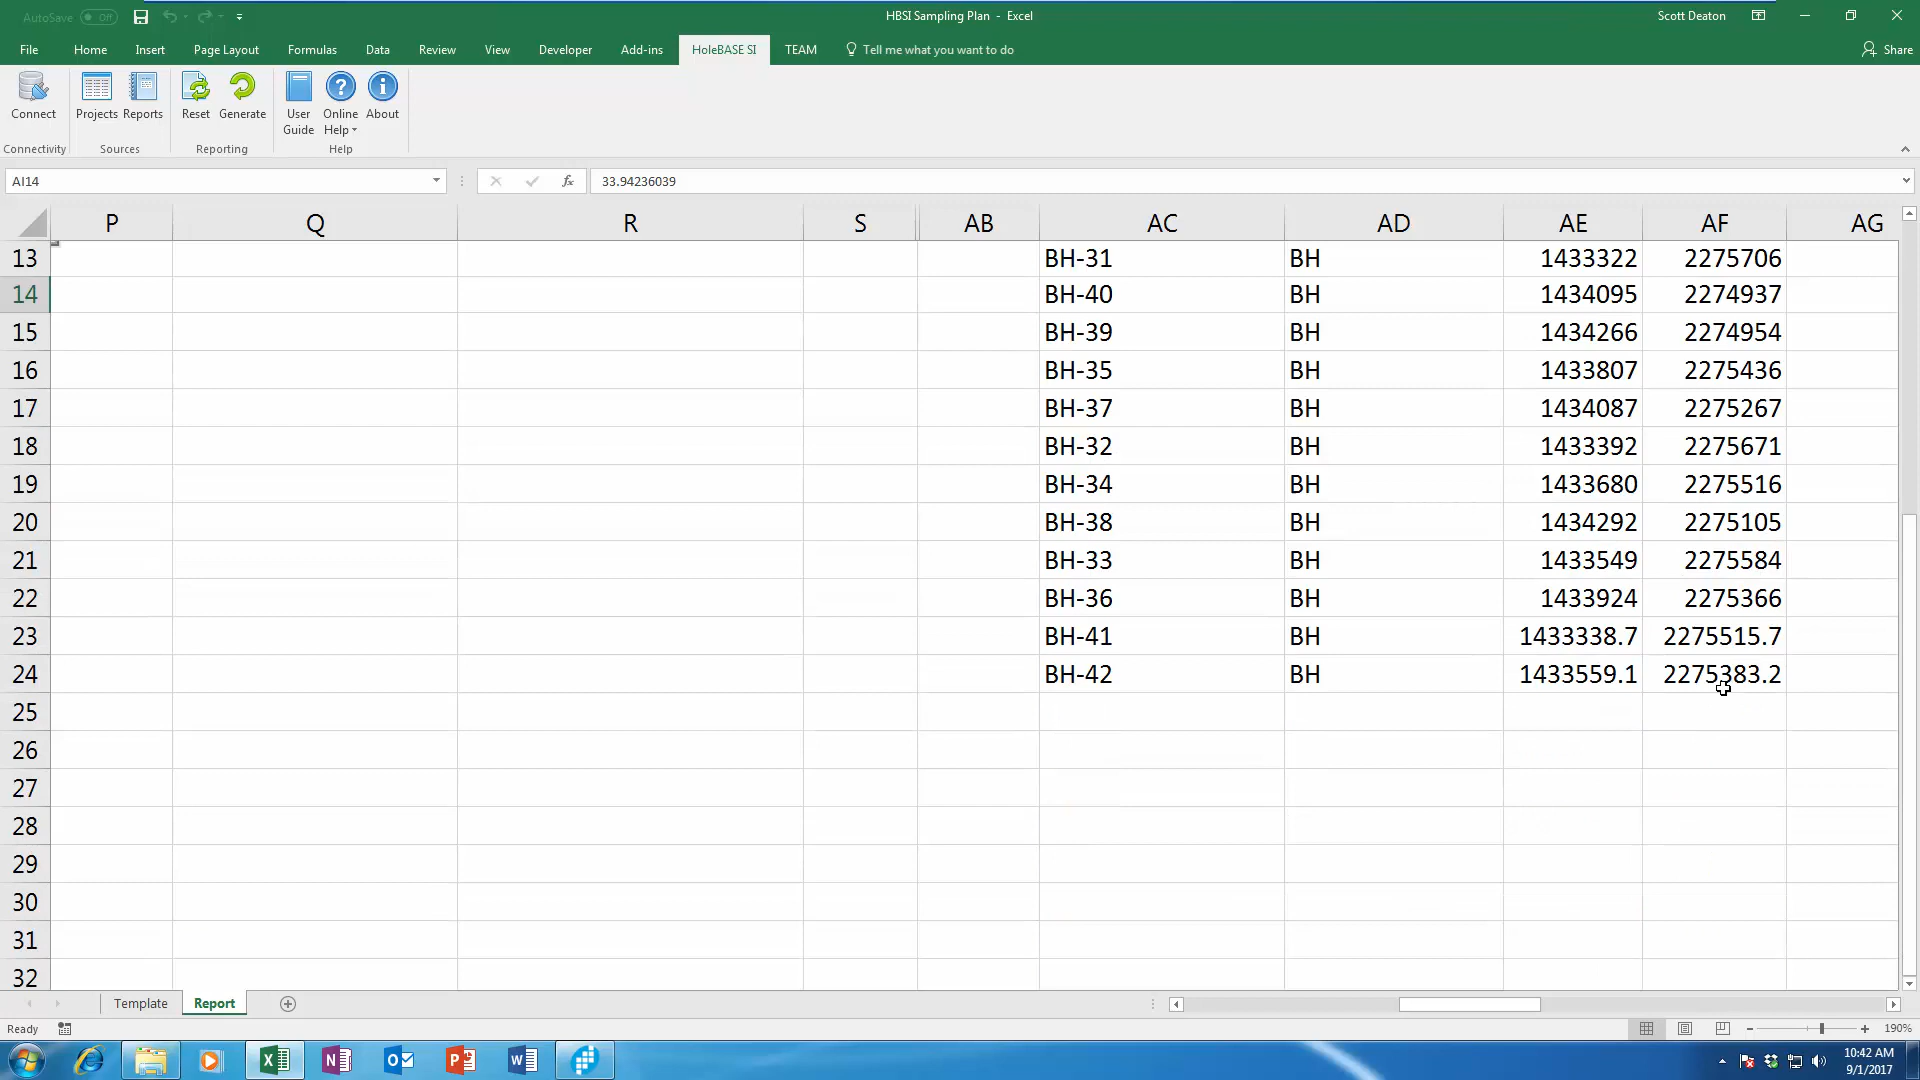 AutoSave Off
HBSI Sampling Plan - Excel
Scott Deaton
File Home Insert Page Layout Formulas Data Review View Developer Add-ins HoleBASE SI TEAM Tell me what you want to do Share
Connect Projects Reports Reset Generate User Guide Online Help About
Connectivity Sources Reporting Help
AI14 fx 33.94236039
P Q R S AB AC AD AE AF AG
13 BH-31 BH 1433322 2275706
14 BH-40 BH 1434095 2274937
15 BH-39 BH 1434266 2274954
16 BH-35 BH 1433807 2275436
17 BH-37 BH 1434087 2275267
18 BH-32 BH 1433392 2275671
19 BH-34 BH 1433680 2275516
20 BH-38 BH 1434292 2275105
21 BH-33 BH 1433549 2275584
22 BH-36 BH 1433924 2275366
23 BH-41 BH 1433338.7 2275515.7
24 BH-42 BH 1433559.1 2275383.2
25
26
27
28
29
30
31
32
Template Report
Ready 190%
10:42 AM
9/1/2017